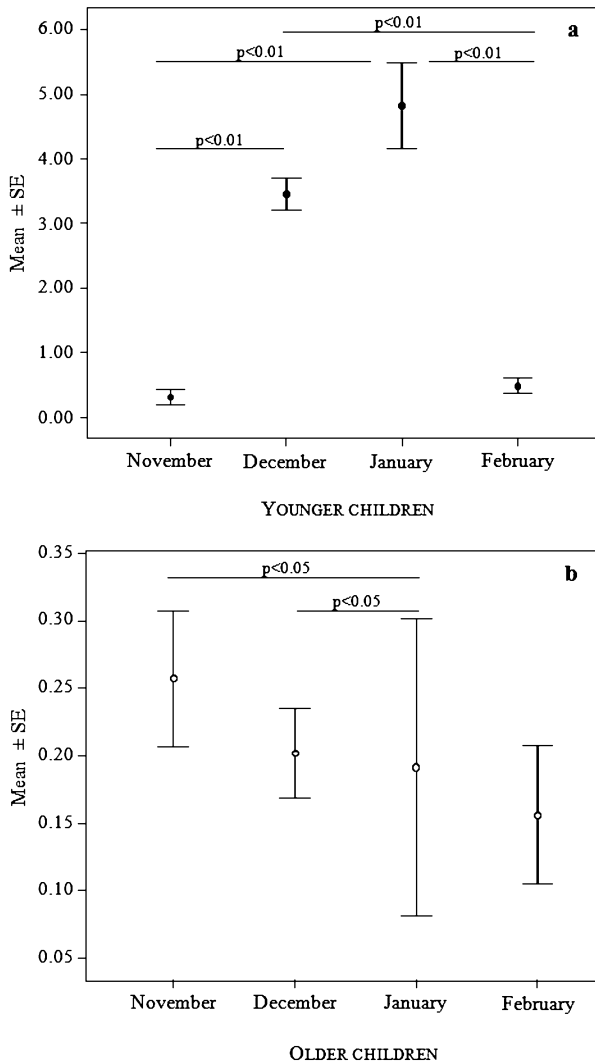 6.00
a
p<0.01
p<0.01
p<0.01
5.00
p<0.01
4.00
3.00
2.00
1.00
0.00
Mean ± SE
November December January February
YOUNGER CHILDREN
0.35
b
p<0.05
p<0.05
0.30
0.25
0.20
0.15
0.10
0.05
Mean ± SE
November December January February
OLDER CHILDREN